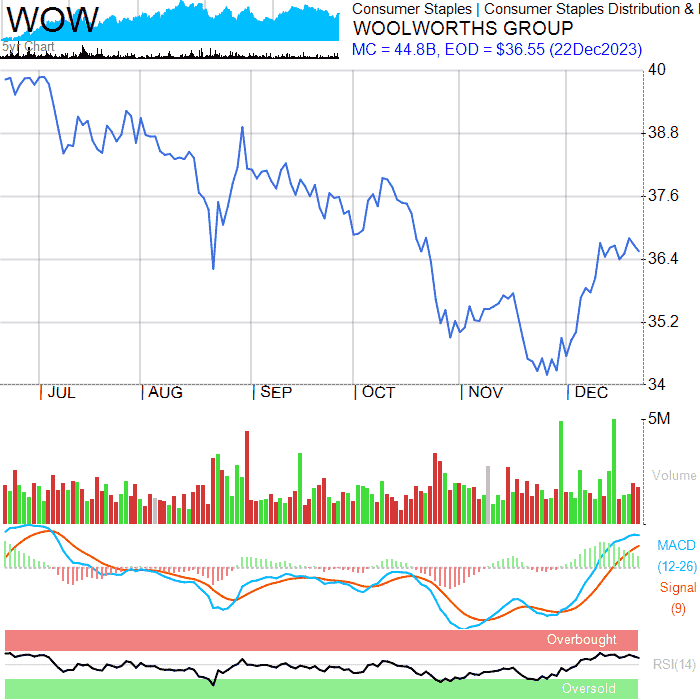 WOW
5yr Chart
Consumer Staples | Consumer Staples Distribution &
WOOLWORTHS GROUP
MC = 44.8B, EOD = $36.55 (22Dec2023)
40
38.8
37.6
36.4
35.2
34
JUL AUG SEP OCT NOV DEC
5M
Volume
MACD
(12-26)
Signal
(9)
Overbought
RSI(14)
Oversold